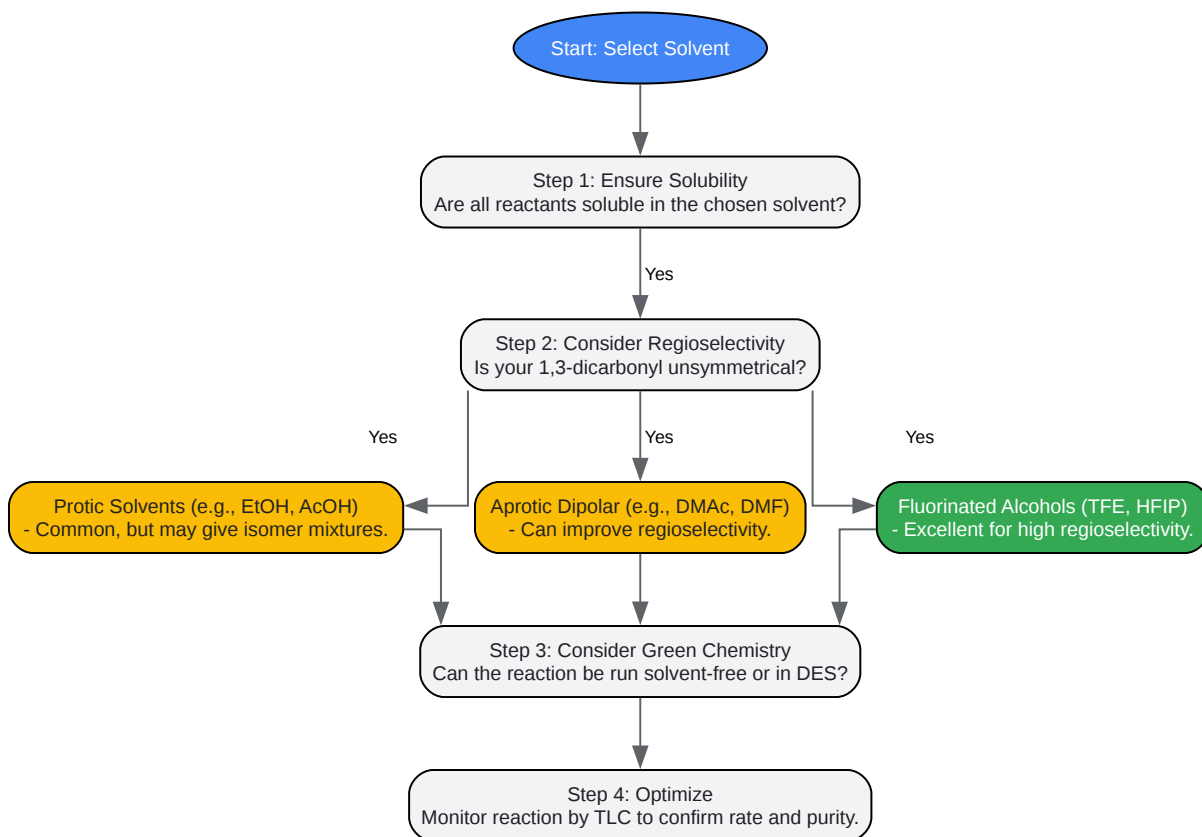 Start: Select Solvent
Step 1: Ensure Solubility
Are all reactants soluble in the chosen solvent?
Yes
Step 2: Consider Regioselectivity
Is your 1,3-dicarbonyl unsymmetrical?
Yes
Yes
Yes
Protic Solvents (e.g., EtOH, AcOH)
- Common, but may give isomer mixtures.
Aprotic Dipolar (e.g., DMAc, DMF)
- Can improve regioselectivity.
Fluorinated Alcohols (TFE, HFIP)
- Excellent for high regioselectivity.
Step 3: Consider Green Chemistry
Can the reaction be run solvent-free or in DES?
Step 4: Optimize
Monitor reaction by TLC to confirm rate and purity.